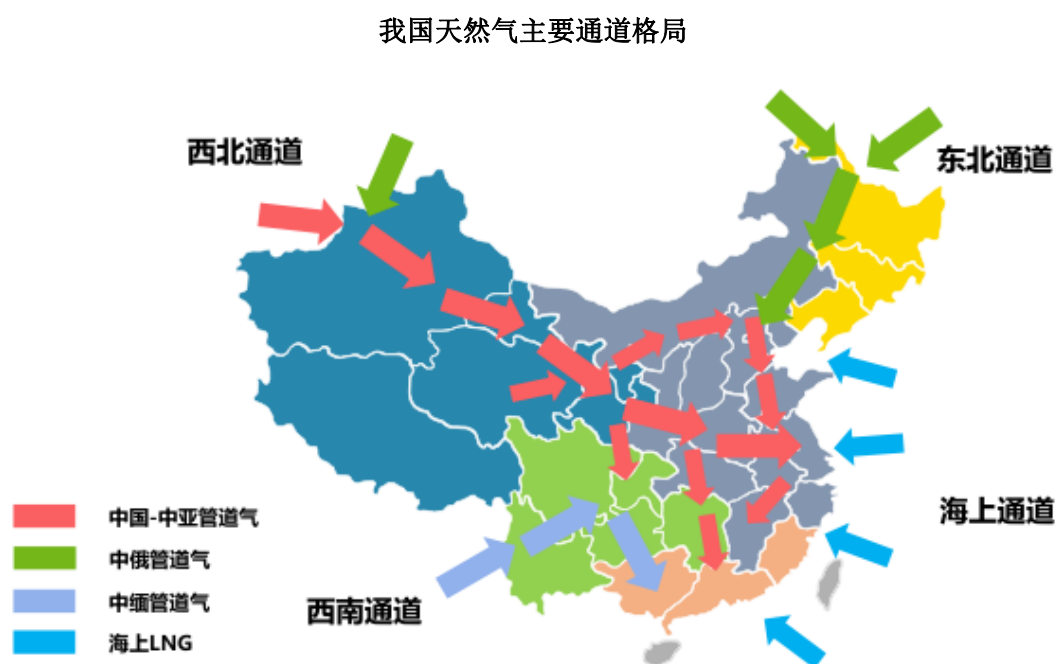 我国天然气主要通道格局
西北通道
东北通道
海上通道
西南通道
中国-中亚管道气
中俄管道气
中缅管道气
海上LNG